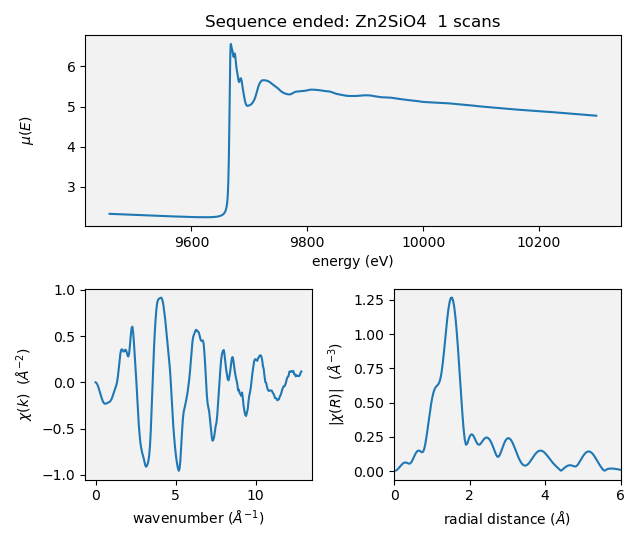 Sequence ended: Zn2SiO4 1 scans
6
5
4
3
μ(E)
9600 9800 10000 10200
energy (eV)
1.0
0.5
0.0
−0.5
−1.0
χ(k) (Å⁻²)
0 5 10
wavenumber (Å⁻¹)
1.25
1.00
0.75
0.50
0.25
0.00
|χ(R)| (Å⁻³)
0 2 4 6
radial distance (Å)